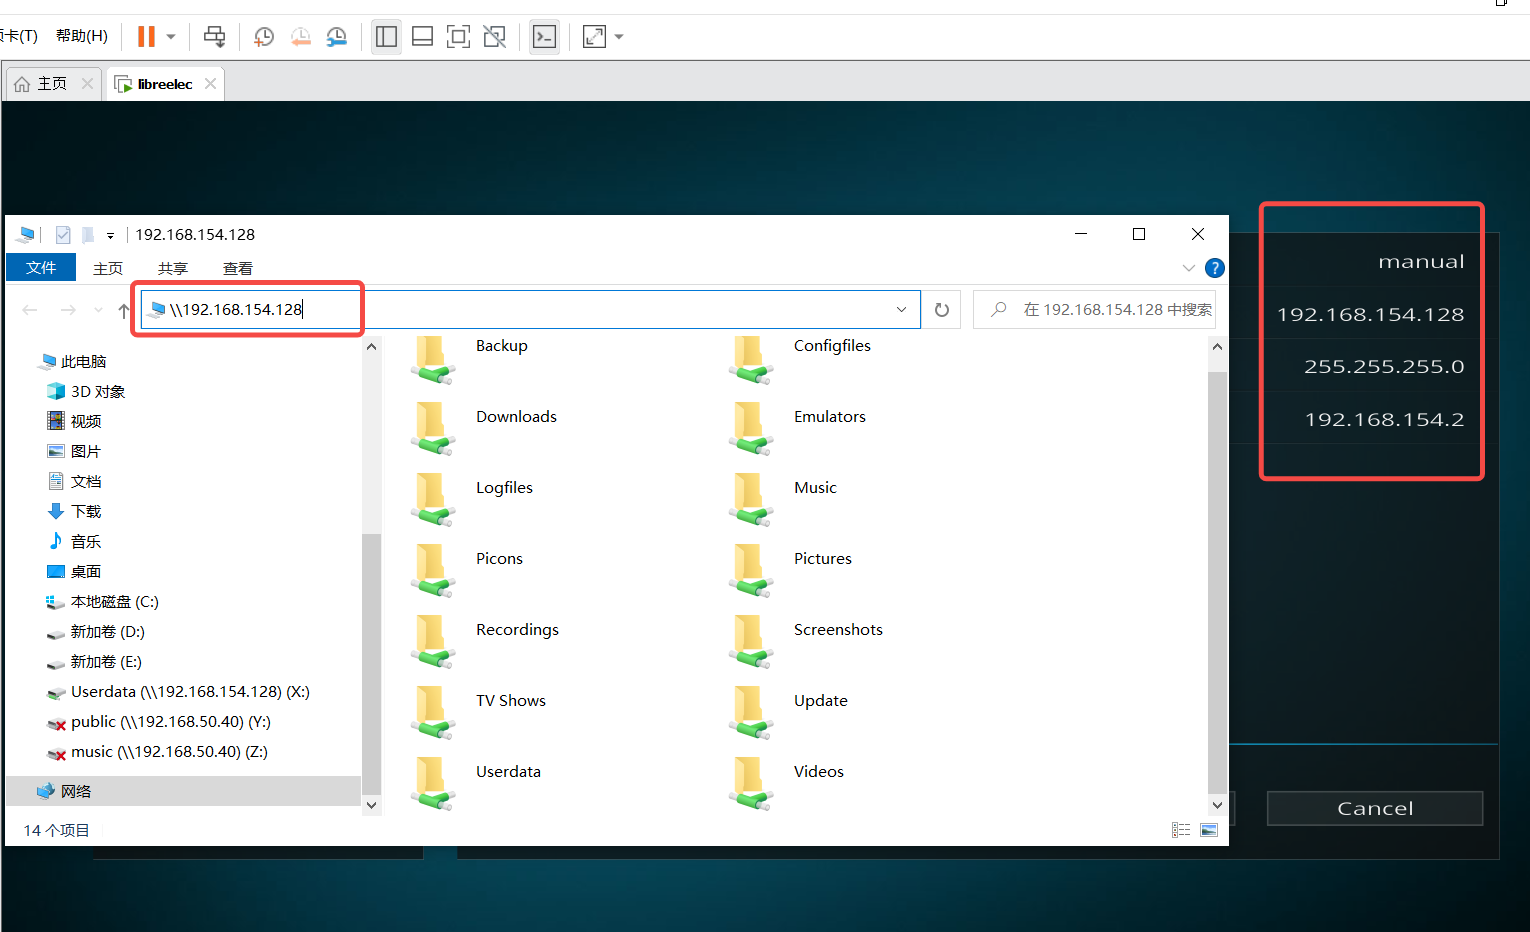 卡(T) 帮助(H)
主页 libreelec
192.168.154.128
文件 主页 共享 查看
\\192.168.154.128
在 192.168.154.128 中搜索
此电脑
3D 对象
视频
图片
文档
下载
音乐
桌面
本地磁盘 (C:)
新加卷 (D:)
新加卷 (E:)
Userdata (\\192.168.154.128) (X:)
public (\\192.168.50.40) (Y:)
music (\\192.168.50.40) (Z:)
网络
Backup Configfiles
Downloads Emulators
Logfiles Music
Picons Pictures
Recordings Screenshots
TV Shows Update
Userdata Videos
14 个项目
manual
192.168.154.128
255.255.255.0
192.168.154.2
Cancel